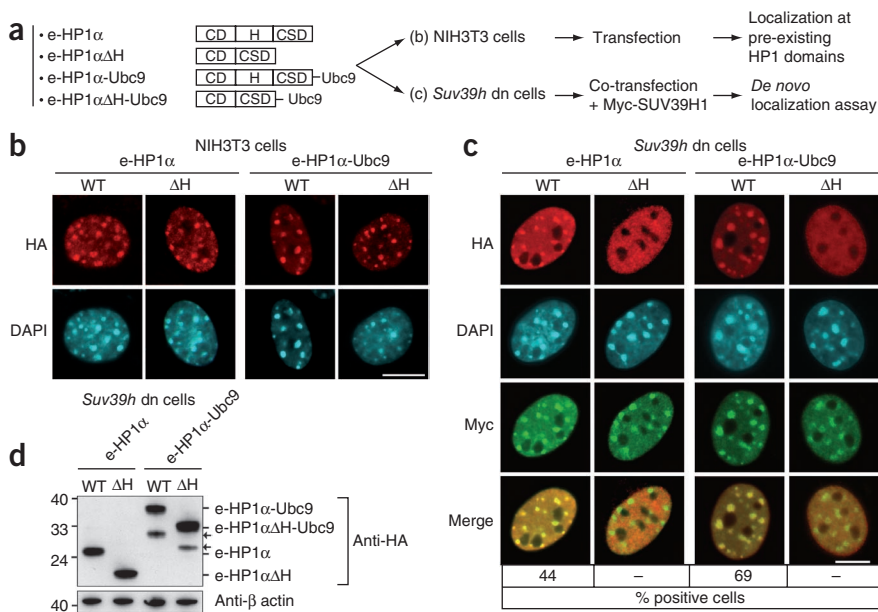 a
• e-HP1α
• e-HP1αΔH
• e-HP1α-Ubc9
• e-HP1αΔH-Ubc9
CD H CSD
CD CSD
CD H CSD Ubc9
CD CSD Ubc9
(b) NIH3T3 cells
Transfection
Localization at
pre-existing
HP1 domains
(c) Suv39h dn cells
Co-transfection
+ Myc-SUV39H1
De novo
localization assay
b
NIH3T3 cells
e-HP1α e-HP1α-Ubc9
WT ΔH WT ΔH
HA
DAPI
c
Suv39h dn cells
e-HP1α e-HP1α-Ubc9
WT ΔH WT ΔH
HA
DAPI
Myc
Merge
44 – 69 –
% positive cells
d
Suv39h dn cells
e-HP1α
e-HP1α-Ubc9
WT ΔH WT ΔH
40
33
24
e-HP1α-Ubc9
e-HP1αΔH-Ubc9
e-HP1α
e-HP1αΔH
Anti-HA
40
Anti-β actin